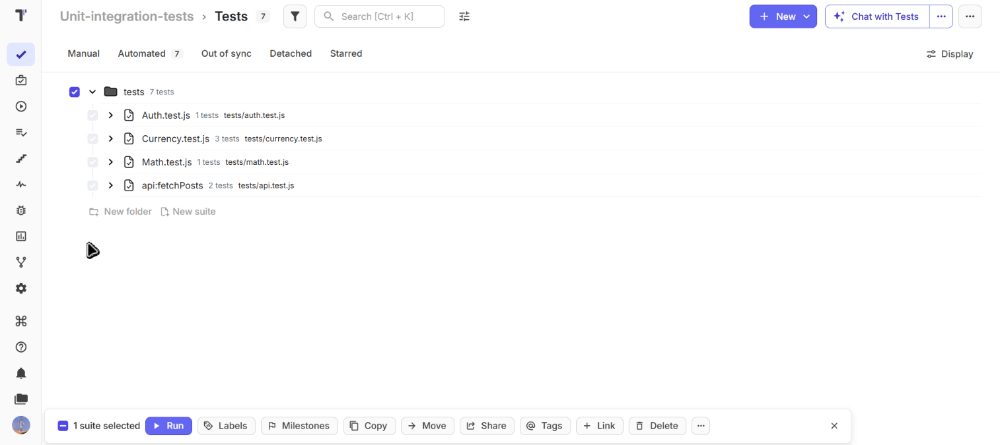 Unit-integration-tests › Tests 7 Search [Ctrl + K] New Chat with Tests
Manual Automated 7 Out of sync Detached Starred Display
tests 7 tests
Auth.test.js 1 tests tests/auth.test.js
Currency.test.js 3 tests tests/currency.test.js
Math.test.js 1 tests tests/math.test.js
api:fetchPosts 2 tests tests/api.test.js
New folder New suite
1 suite selected Run Labels Milestones Copy Move Share Tags Link Delete